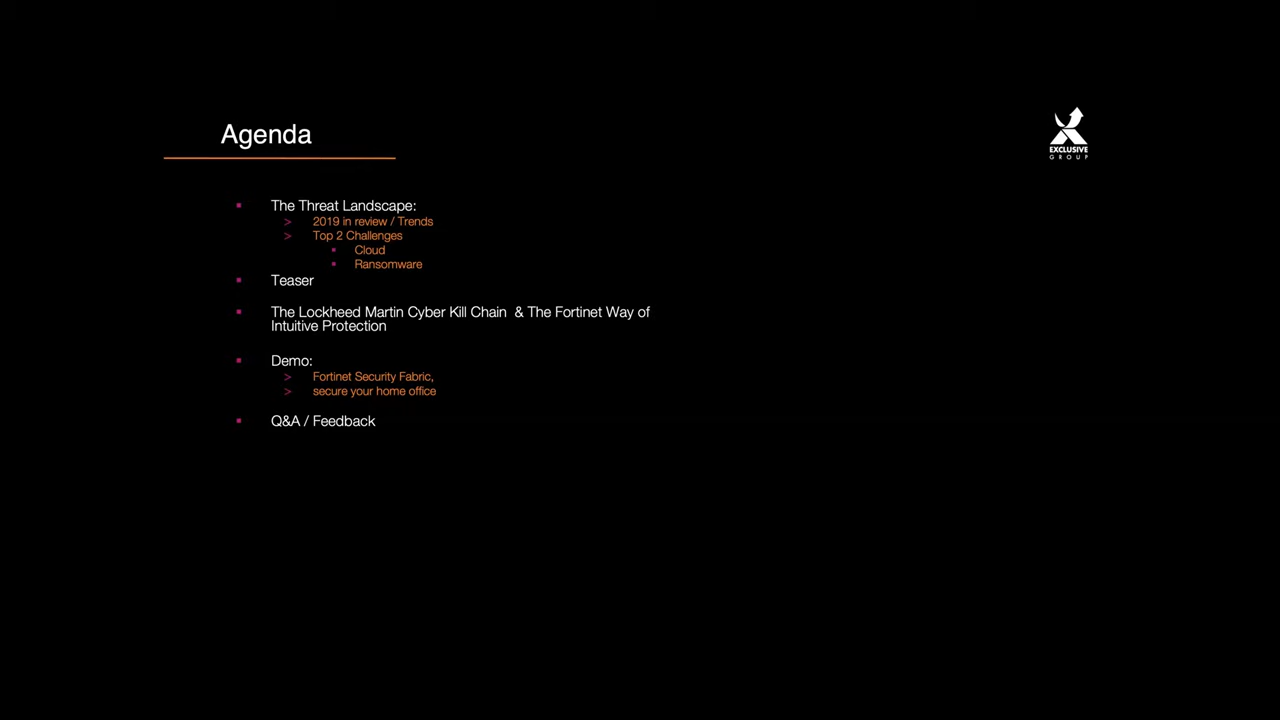 Agenda
EXCLUSIVE
GROUP
▪ The Threat Landscape:
> 2019 in review / Trends
> Top 2 Challenges
▪ Cloud
▪ Ransomware
▪ Teaser
▪ The Lockheed Martin Cyber Kill Chain & The Fortinet Way of
Intuitive Protection
▪ Demo:
> Fortinet Security Fabric,
> secure your home office
▪ Q&A / Feedback